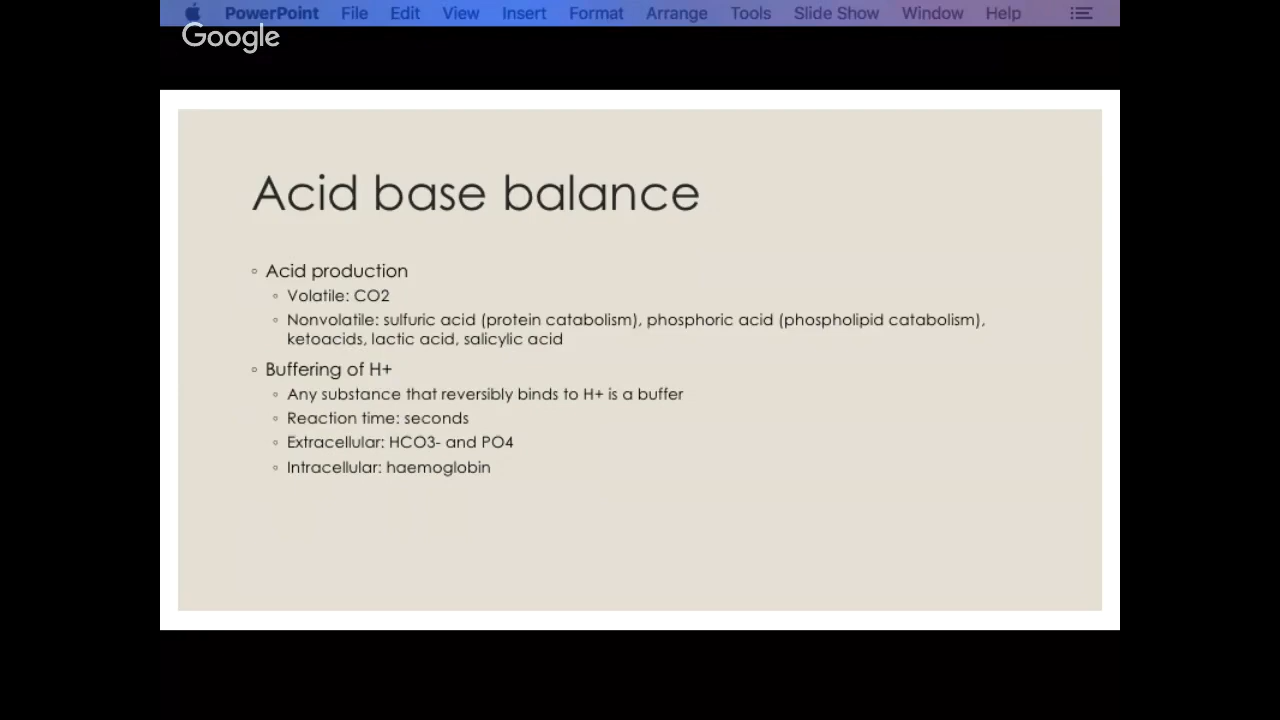 PowerPoint File Edit View Insert Format Arrange Tools Slide Show Window Help
Google
Acid base balance
◦ Acid production
◦ Volatile: CO2
◦ Nonvolatile: sulfuric acid (protein catabolism), phosphoric acid (phospholipid catabolism),
ketoacids, lactic acid, salicylic acid
◦ Buffering of H+
◦ Any substance that reversibly binds to H+ is a buffer
◦ Reaction time: seconds
◦ Extracellular: HCO3- and PO4
◦ Intracellular: haemoglobin